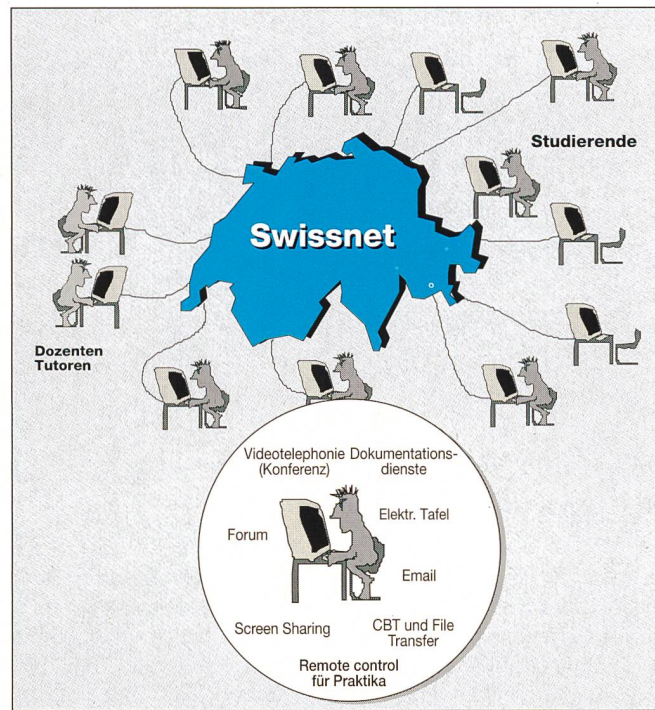 Studierende
Swissnet
Dozenten
Tutoren
Videotelephonie
(Konferenz)
Dokumentations-
dienste
Elektr. Tafel
Forum
Email
Screen Sharing
CBT und File
Transfer
Remote control
für Praktika